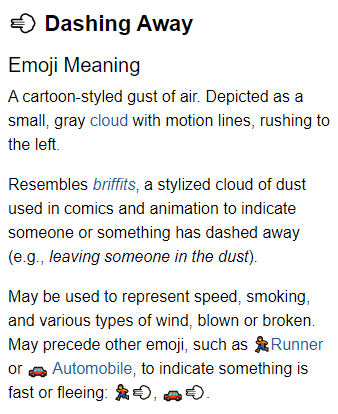 💨 Dashing Away
Emoji Meaning
A cartoon-styled gust of air. Depicted as a
small, gray cloud with motion lines, rushing to
the left.
Resembles briffits, a stylized cloud of dust
used in comics and animation to indicate
someone or something has dashed away
(e.g., leaving someone in the dust).
May be used to represent speed, smoking,
and various types of wind, blown or broken.
May precede other emoji, such as 🏃Runner
or 🚗 Automobile, to indicate something is
fast or fleeing: 🏃💨, 🚗💨.